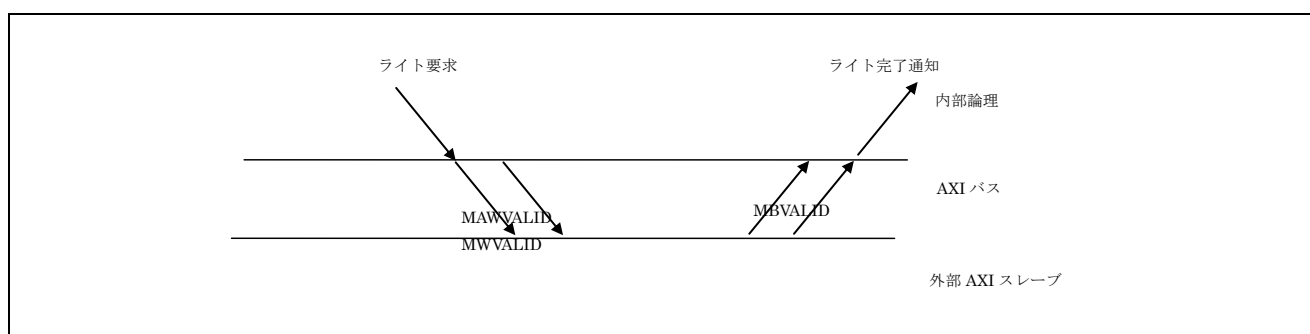 ライト要求
ライト完了通知
内部論理
AXI バス
MAWVALID
MBVALID
MWVALID
外部 AXI スレーブ